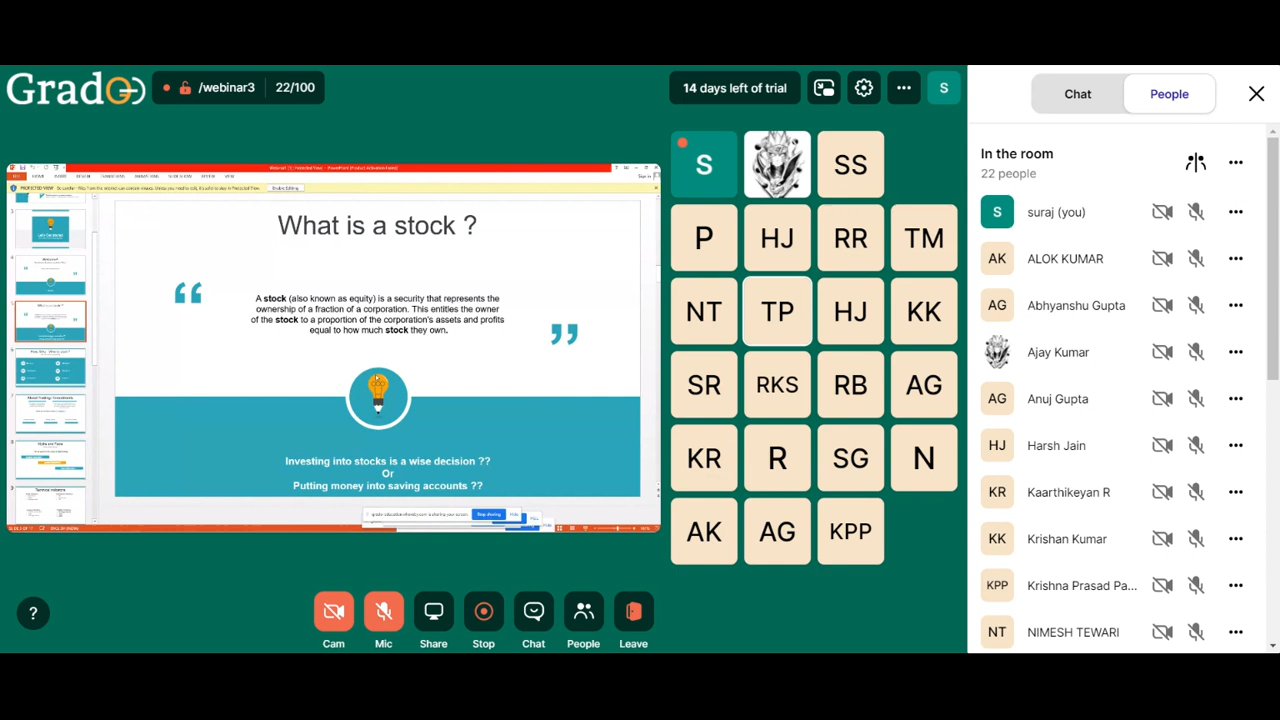 Grado
/webinar3
22/100
14 days left of trial
S
Chat
People
In the room
22 people
S
suraj (you)
AK
ALOK KUMAR
AG
Abhyanshu Gupta
Ajay Kumar
AG
Anuj Gupta
HJ
Harsh Jain
KR
Kaarthikeyan R
KK
Krishan Kumar
KPP
Krishna Prasad Pa...
NT
NIMESH TEWARI
S
SS
P
HJ
RR
TM
NT
TP
HJ
KK
SR
RKS
RB
AG
KR
R
SG
N
AK
AG
KPP
What is a stock ?
“
A stock (also known as equity) is a security that represents the
ownership of a fraction of a corporation. This entitles the owner
of the stock to a proportion of the corporation's assets and profits
equal to how much stock they own.
”
Investing into stocks is a wise decision ??
Or
Putting money into saving accounts ??
Stop sharing
Hide
Enable Editing
?
Cam
Mic
Share
Stop
Chat
People
Leave